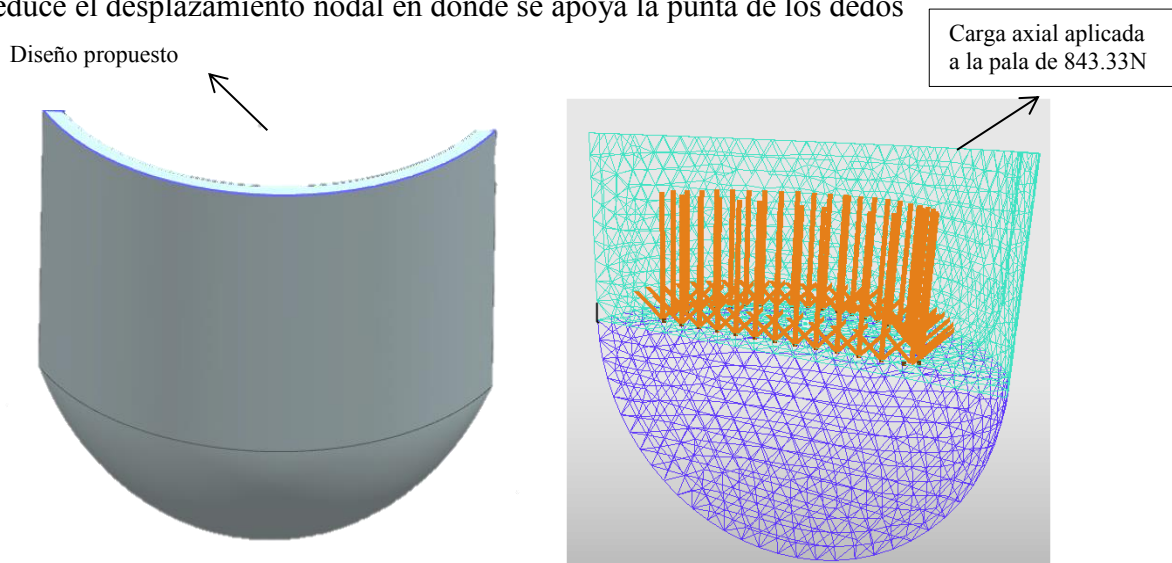 educe el desplazamiento nodal en donde se apoya la punta de los dedos
Diseño propuesto
Carga axial aplicada
a la pala de 843.33N